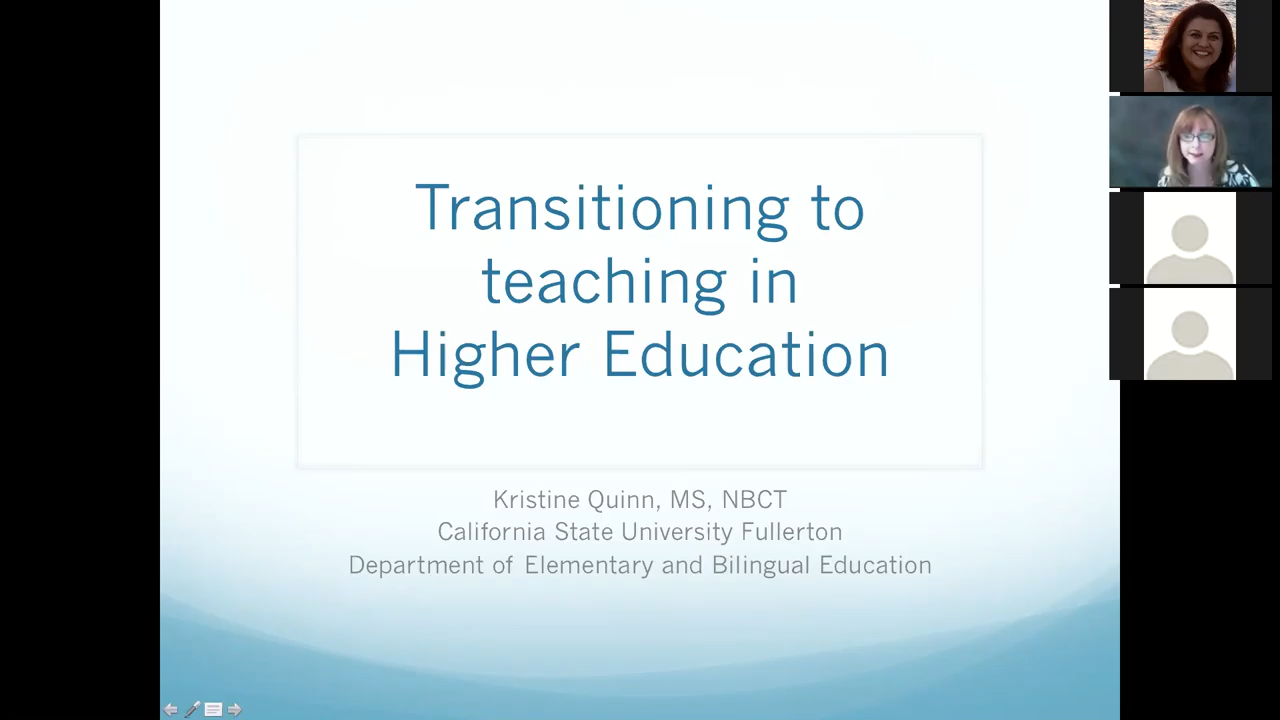 Transitioning to
teaching in
Higher Education
Kristine Quinn, MS, NBCT
California State University Fullerton
Department of Elementary and Bilingual Education